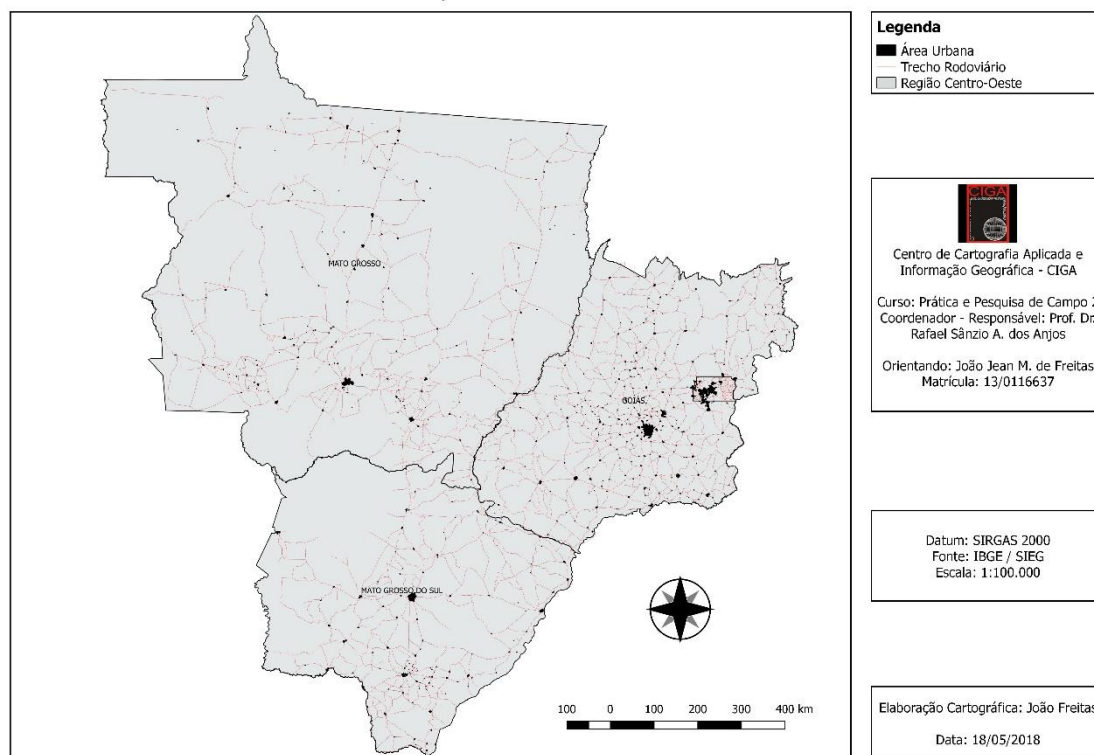 MATO GROSSO
GOIÁS
MATO GROSSO DO SUL
100 0 100 200 300 400 km
Legenda
Área Urbana
Trecho Rodoviário
Região Centro-Oeste
CIGA
Centro de Cartografia Aplicada e
Informação Geográfica - CIGA
Curso: Prática e Pesquisa de Campo 2
Coordenador - Responsável: Prof. Dr.
Rafael Sânzio A. dos Anjos
Orientando: João Jean M. de Freitas
Matrícula: 13/0116637
Datum: SIRGAS 2000
Fonte: IBGE / SIEG
Escala: 1:100.000
Elaboração Cartográfica: João Freitas
Data: 18/05/2018